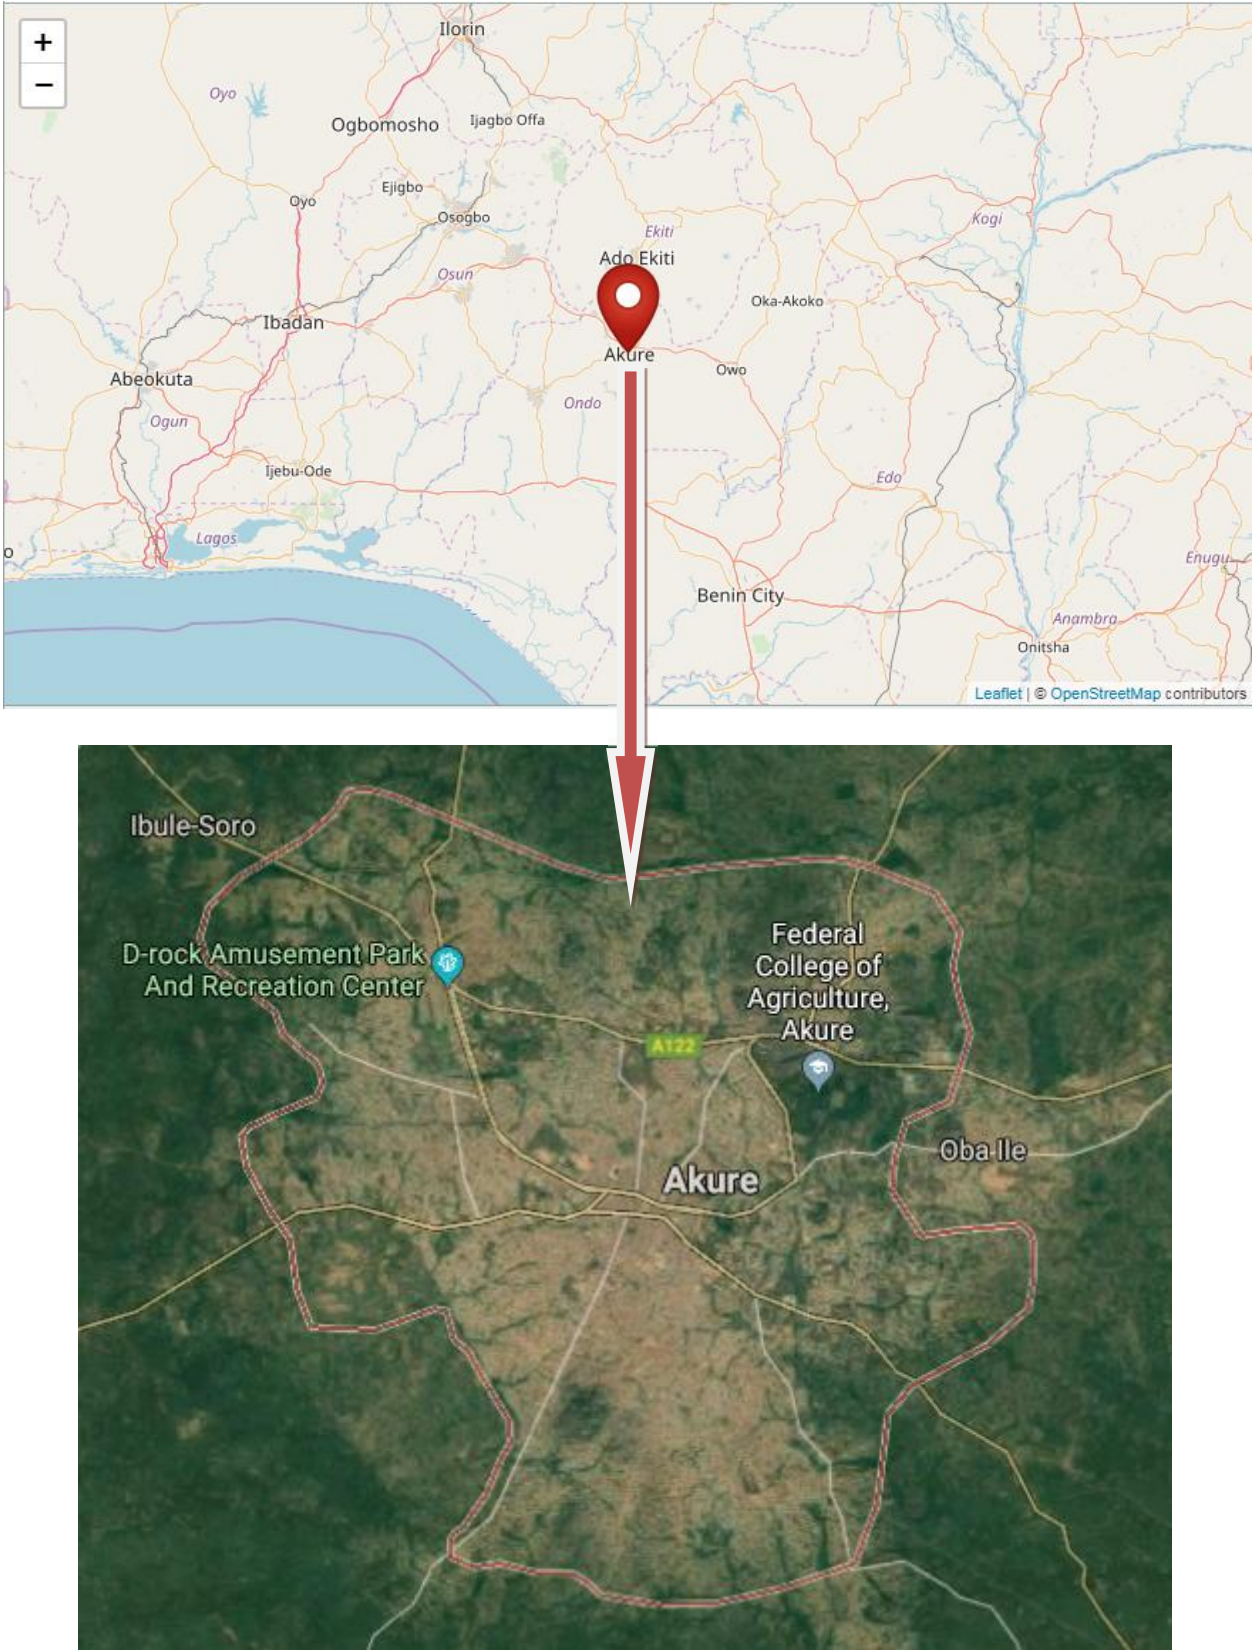 +
−
Ilorin
Oyo
Ogbomosho
Ijagbo Offa
Ejigbo
Oyo
Osogbo
Kogi
Ekiti
Ado Ekiti
Osun
Oka-Akoko
Ibadan
Akure
Owo
Abeokuta
Ondo
Ogun
Ijebu-Ode
Edo
Lagos
o
Enugu
Benin City
Anambra
Onitsha
Leaflet | © OpenStreetMap contributors
Ibule-Soro
D-rock Amusement Park
And Recreation Center
Federal
College of
Agriculture,
Akure
A122
Oba Ile
Akure